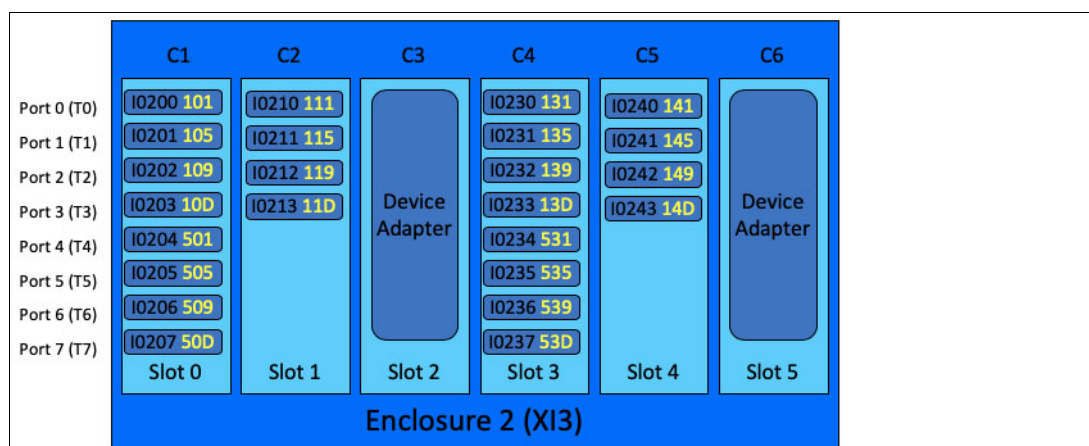 C1 C2 C3 C4 C5 C6
Port 0 (T0) I0200 101 I0210 111 I0230 131 I0240 141
Port 1 (T1) I0201 105 I0211 115 I0231 135 I0241 145
Port 2 (T2) I0202 109 I0212 119 I0232 139 I0242 149
Port 3 (T3) I0203 10D I0213 11D Device I0233 13D I0243 14D Device
Port 4 (T4) I0204 501 Adapter I0234 531 Adapter
Port 5 (T5) I0205 505 I0235 535
Port 6 (T6) I0206 509 I0236 539
Port 7 (T7) I0207 50D I0237 53D
Slot 0 Slot 1 Slot 2 Slot 3 Slot 4 Slot 5
Enclosure 2 (XI3)